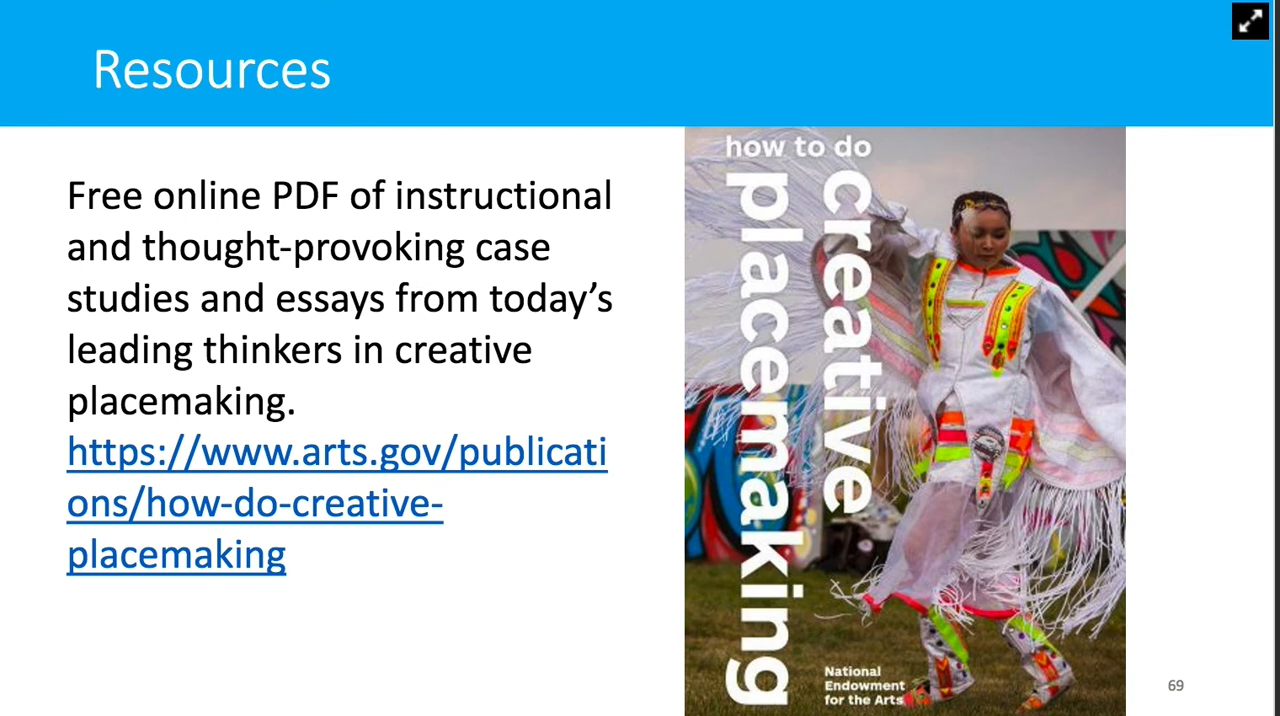 Resources
Free online PDF of instructional
and thought-provoking case
studies and essays from today’s
leading thinkers in creative
placemaking.
https://www.arts.gov/publicati
ons/how-do-creative-
placemaking
how to do
creative
placemaking
National
Endowment
for the Arts
69